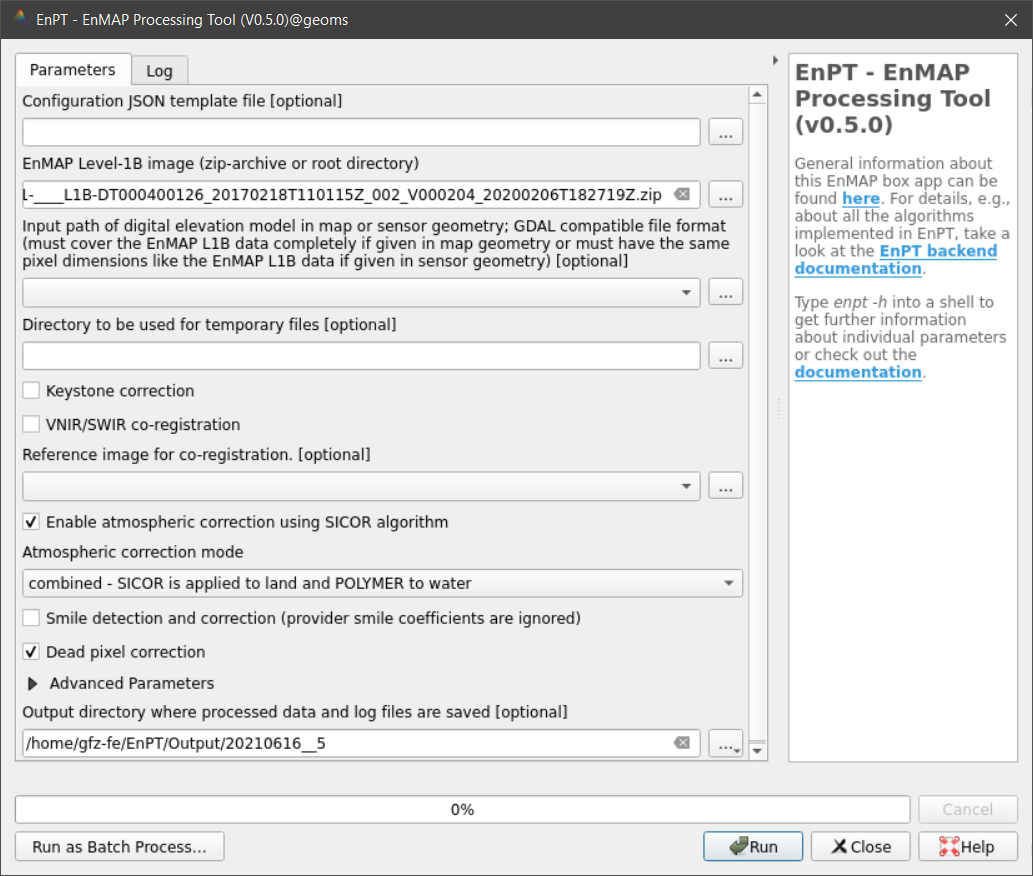 EnPT - EnMAP Processing Tool (V0.5.0)@geoms
Parameters
Log
Configuration JSON template file [optional]
...
EnMAP Level-1B image (zip-archive or root directory)
-____L1B-DT000400126_20170218T110115Z_002_V000204_20200206T182719Z.zip
...
Input path of digital elevation model in map or sensor geometry; GDAL compatible file format
(must cover the EnMAP L1B data completely if given in map geometry or must have the same
pixel dimensions like the EnMAP L1B data if given in sensor geometry) [optional]
...
Directory to be used for temporary files [optional]
...
Keystone correction
VNIR/SWIR co-registration
Reference image for co-registration. [optional]
...
Enable atmospheric correction using SICOR algorithm
Atmospheric correction mode
combined - SICOR is applied to land and POLYMER to water
Smile detection and correction (provider smile coefficients are ignored)
Dead pixel correction
Advanced Parameters
Output directory where processed data and log files are saved [optional]
/home/gfz-fe/EnPT/Output/20210616__5
...
EnPT - EnMAP
Processing Tool
(v0.5.0)
General information about
this EnMAP box app can be
found here. For details, e.g.,
about all the algorithms
implemented in EnPT, take a
look at the EnPT backend
documentation.
Type enpt -h into a shell to
get further information
about individual parameters
or check out the
documentation.
0%
Cancel
Run as Batch Process...
Run
Close
Help